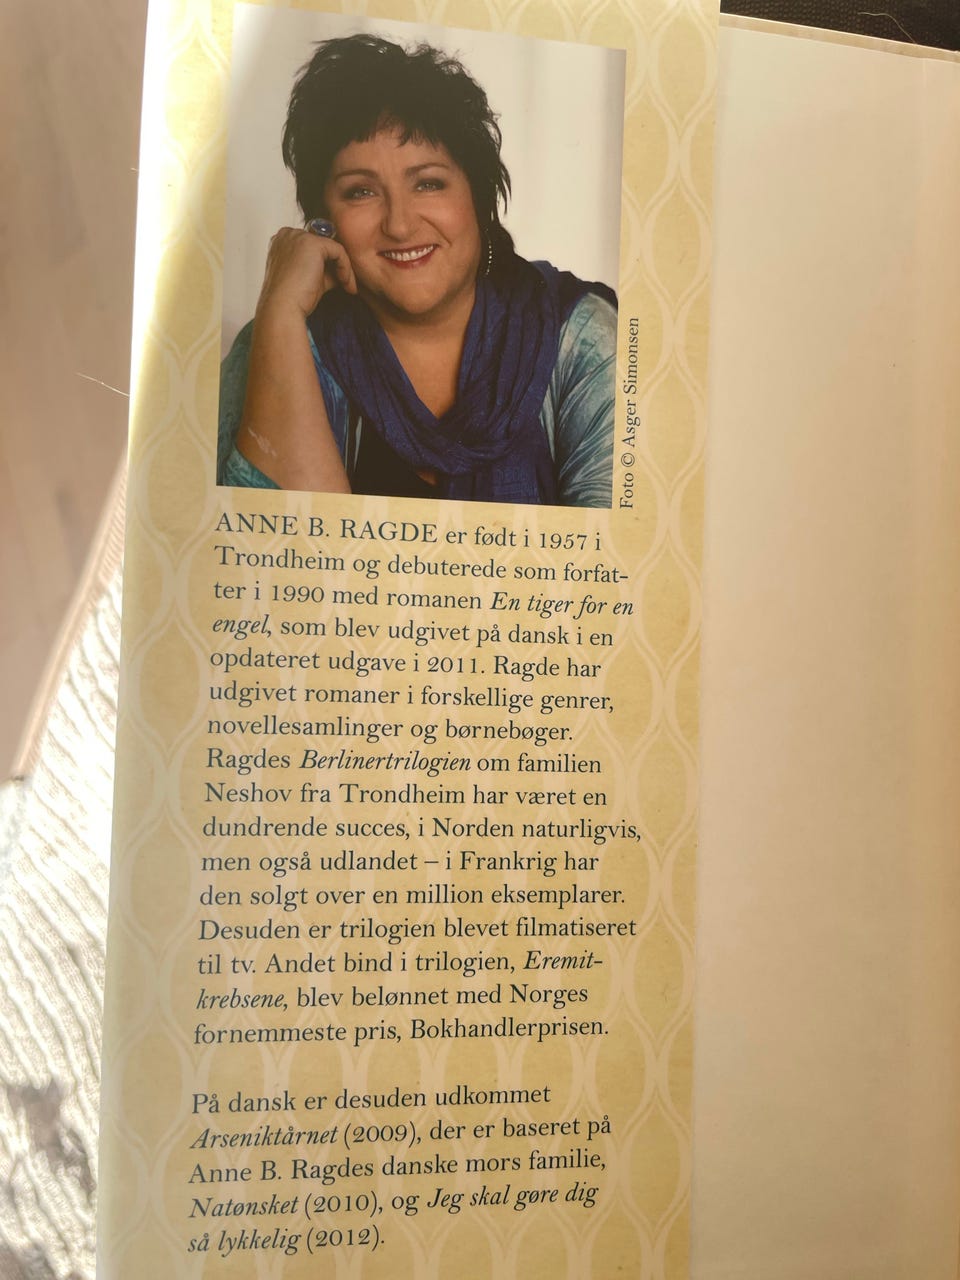 Foto © Asger Simonsen
ANNE B. RAGDE er født i 1957 i
Trondheim og debuterede som forfat-
ter i 1990 med romanen En tiger for en
engel, som blev udgivet på dansk i en
opdateret udgave i 2011. Ragde har
udgivet romaner i forskellige genrer,
novellesamlinger og børnebøger.
Ragdes Berlinertrilogien om familien
Neshov fra Trondheim har været en
dundrende succes, i Norden naturligvis,
men også udlandet – i Frankrig har
den solgt over en million eksemplarer.
Desuden er trilogien blevet filmatiseret
til tv. Andet bind i trilogien, Eremit-
krebsene, blev belønnet med Norges
fornemmeste pris, Bokhandlerprisen.
På dansk er desuden udkommet
Arseniktårnet (2009), der er baseret på
Anne B. Ragdes danske mors familie,
Natønsket (2010), og Jeg skal gøre dig
så lykkelig (2012).